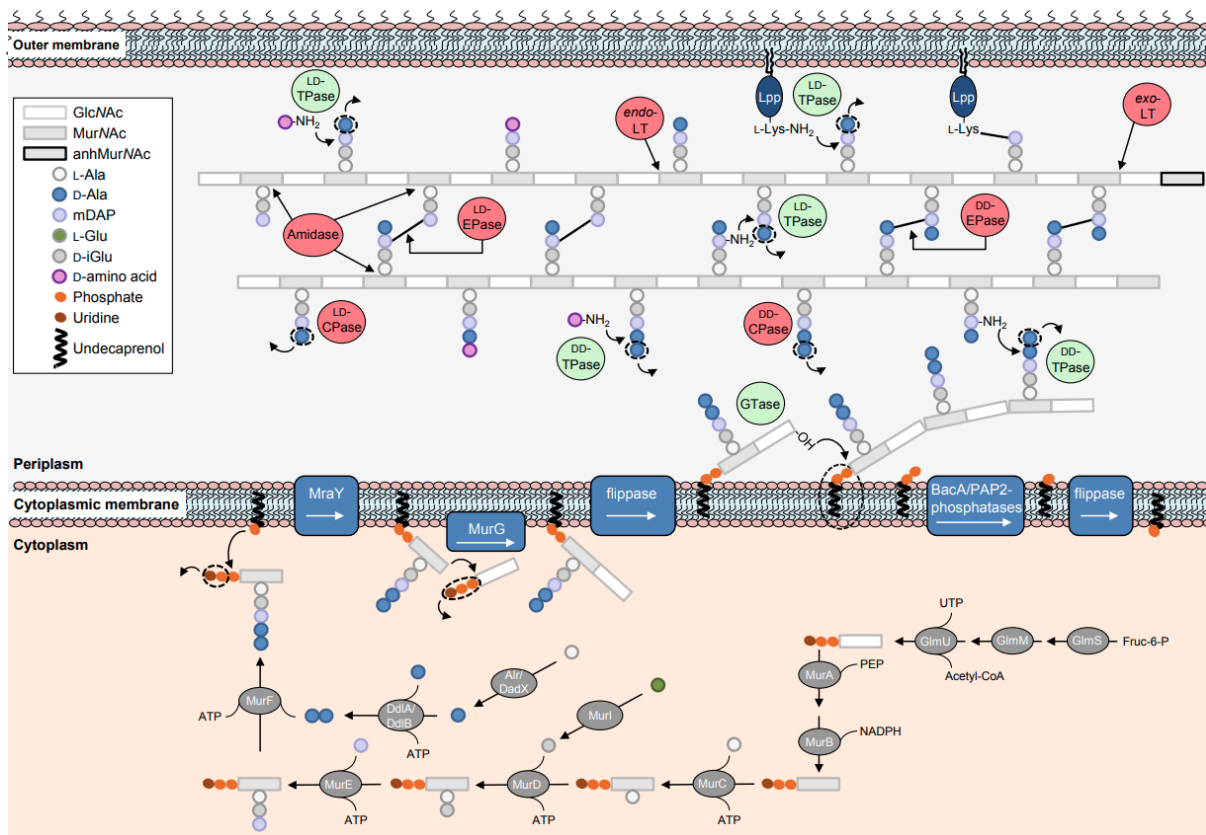 Outer membrane
GlcNAc
MurNAc
anhMurNAc
L-Ala
D-Ala
mDAP
L-Glu
D-iGlu
D-amino acid
Phosphate
Uridine
Undecaprenol
LD-
TPase
-NH2
endo-
LT
Lpp
L-Lys-NH2
LD-
TPase
Lpp
L-Lys
exo-
LT
Amidase
LD-
EPase
-NH2
LD-
TPase
DD-
EPase
LD-
CPase
-NH2
DD-
TPase
DD-
CPase
-NH2
DD-
TPase
GTase
-OH
Periplasm
Cytoplasmic membrane
Cytoplasm
MraY
MurG
flippase
BacA/PAP2-
phosphatases
flippase
UTP
GlmU
GlmM
GlmS
Fruc-6-P
Acetyl-CoA
MurA
PEP
MurB
NADPH
Alr/
DadX
MurI
MurF
ATP
DdlA/
DdlB
ATP
MurE
ATP
MurD
ATP
MurC
ATP